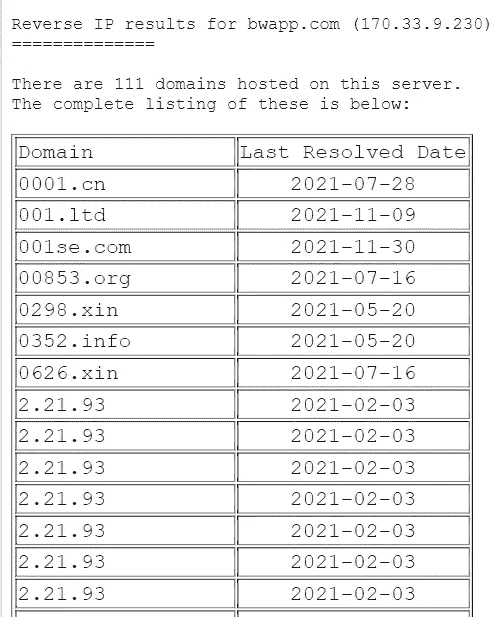 Reverse IP results for bwapp.com (170.33.9.230)
==============
There are 111 domains hosted on this server.
The complete listing of these is below:
Domain Last Resolved Date
0001.cn 2021-07-28
001.ltd 2021-11-09
001se.com 2021-11-30
00853.org 2021-07-16
0298.xin 2021-05-20
0352.info 2021-05-20
0626.xin 2021-07-16
2.21.93 2021-02-03
2.21.93 2021-02-03
2.21.93 2021-02-03
2.21.93 2021-02-03
2.21.93 2021-02-03
2.21.93 2021-02-03
2.21.93 2021-02-03